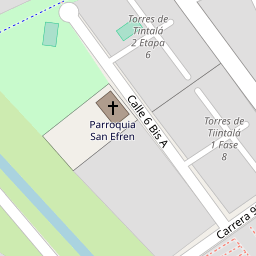 Torres de
Tintalá
2 Etapa
6
Calle 6 Bis A
Parroquia
San Efren
Torres de
Tiintalá
1 Fase
8
Carrera 9